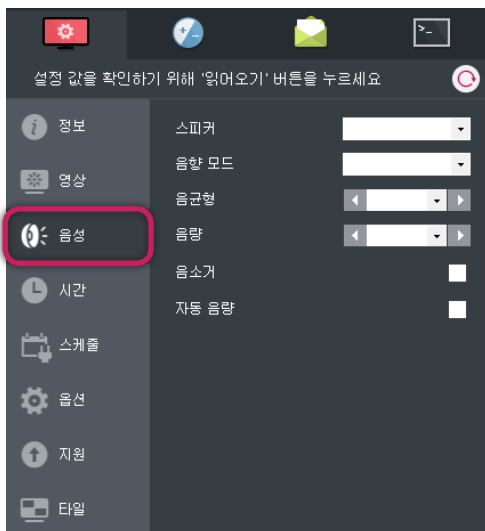 설정 값을 확인하기 위해 '읽어오기' 버튼을 누르세요
정보
영상
음성
시간
스케줄
옵션
지원
타일
스피커
음향 모드
음균형
음량
음소거
자동 음량